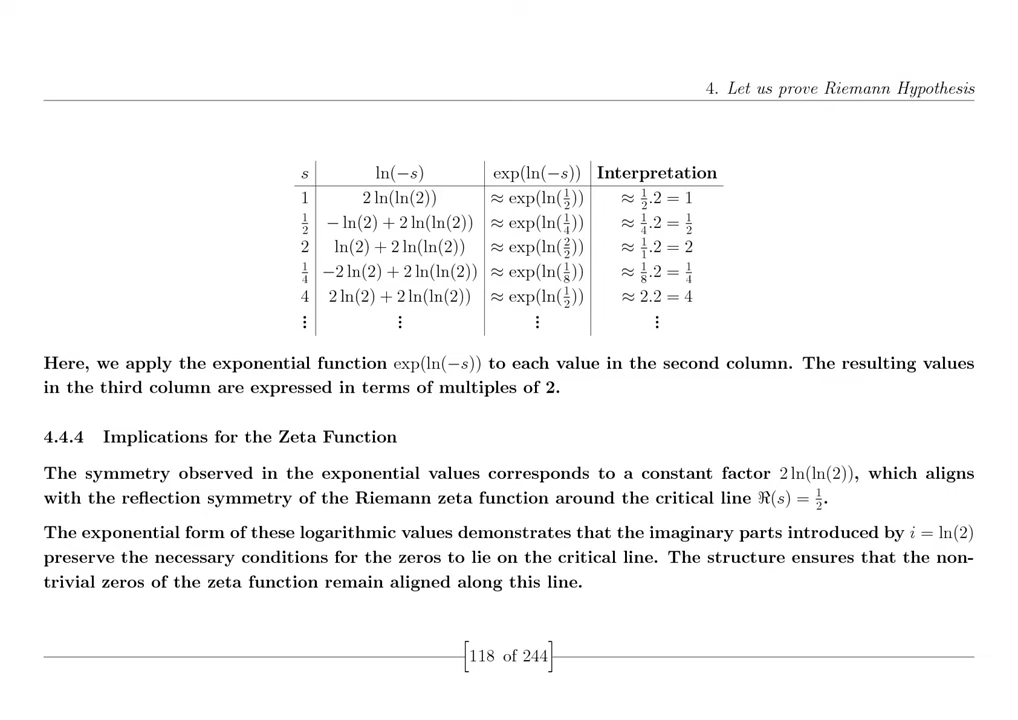 4. Let us prove Riemann Hypothesis
s ln(−s) exp(ln(−s)) Interpretation
1 2 ln(ln(2)) ≈ exp(ln(1/2)) ≈ 1/2.2 = 1
1/2 − ln(2) + 2 ln(ln(2)) ≈ exp(ln(1/4)) ≈ 1/4.2 = 1/2
2 ln(2) + 2 ln(ln(2)) ≈ exp(ln(2/2)) ≈ 1/1.2 = 2
1/4 −2 ln(2) + 2 ln(ln(2)) ≈ exp(ln(1/8)) ≈ 1/8.2 = 1/4
4 2 ln(2) + 2 ln(ln(2)) ≈ exp(ln(1/2)) ≈ 2.2 = 4
⋮ ⋮ ⋮ ⋮
Here, we apply the exponential function exp(ln(−s)) to each value in the second column. The resulting values
in the third column are expressed in terms of multiples of 2.
4.4.4 Implications for the Zeta Function
The symmetry observed in the exponential values corresponds to a constant factor 2 ln(ln(2)), which aligns
with the reflection symmetry of the Riemann zeta function around the critical line ℜ(s) = 1/2.
The exponential form of these logarithmic values demonstrates that the imaginary parts introduced by i = ln(2)
preserve the necessary conditions for the zeros to lie on the critical line. The structure ensures that the non-
trivial zeros of the zeta function remain aligned along this line.
[118 of 244]